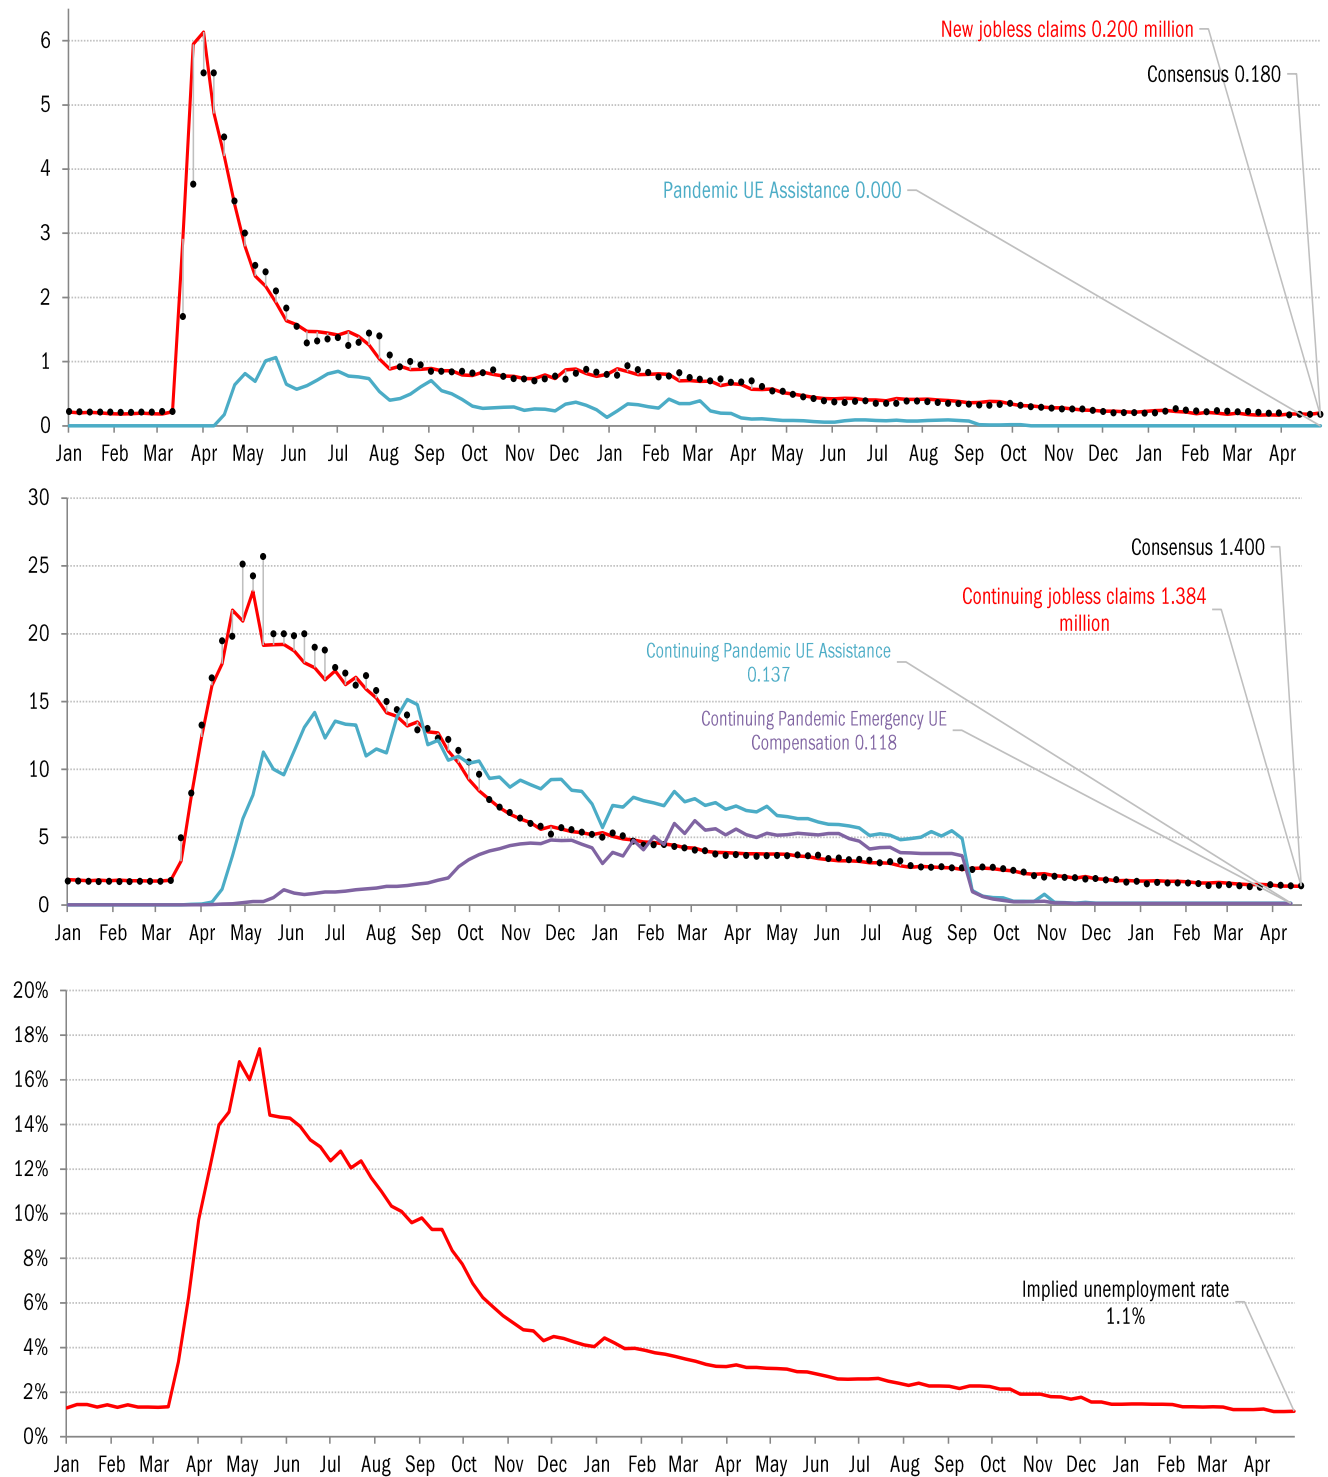 New jobless claims 0.200 million
Consensus 0.180
Pandemic UE Assistance 0.000
6
5
4
3
2
1
0
Jan Feb Mar Apr May Jun Jul Aug Sep Oct Nov Dec Jan Feb Mar Apr May Jun Jul Aug Sep Oct Nov Dec Jan Feb Mar Apr
30
25
20
15
10
5
0
Consensus 1.400
Continuing jobless claims 1.384
million
Continuing Pandemic UE Assistance
0.137
Continuing Pandemic Emergency UE
Compensation 0.118
Jan Feb Mar Apr May Jun Jul Aug Sep Oct Nov Dec Jan Feb Mar Apr May Jun Jul Aug Sep Oct Nov Dec Jan Feb Mar Apr
20%
18%
16%
14%
12%
10%
8%
6%
4%
2%
0%
Implied unemployment rate
1.1%
Jan Feb Mar Apr May Jun Jul Aug Sep Oct Nov Dec Jan Feb Mar Apr May Jun Jul Aug Sep Oct Nov Dec Jan Feb Mar Apr